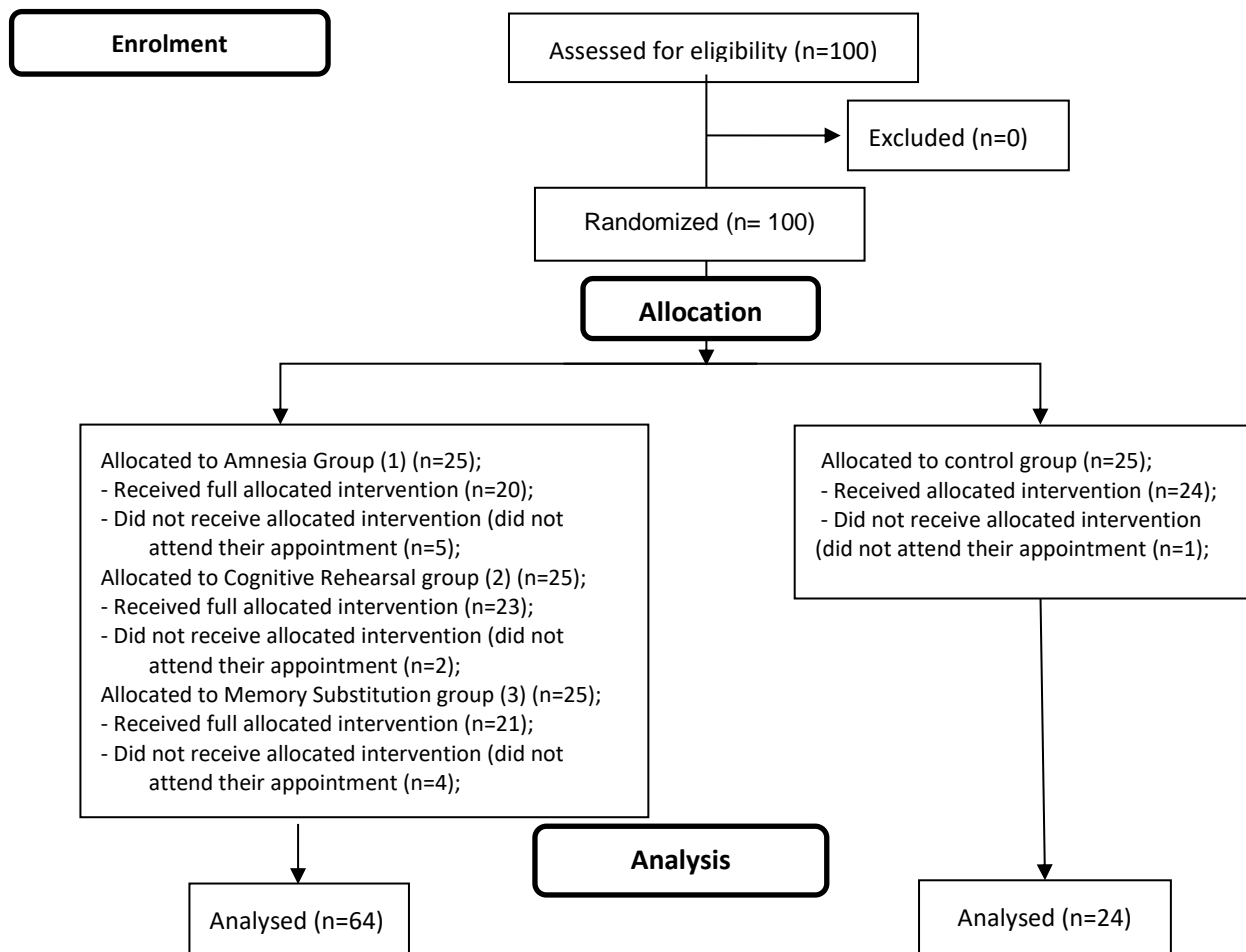 Enrolment
Assessed for eligibility (n=100)
Excluded (n=0)
Randomized (n= 100)
Allocation
Allocated to Amnesia Group (1) (n=25);
- Received full allocated intervention (n=20);
- Did not receive allocated intervention (did not
attend their appointment (n=5);
Allocated to Cognitive Rehearsal group (2) (n=25);
- Received full allocated intervention (n=23);
- Did not receive allocated intervention (did not
attend their appointment (n=2);
Allocated to Memory Substitution group (3) (n=25);
- Received full allocated intervention (n=21);
- Did not receive allocated intervention (did not
attend their appointment (n=4);
Allocated to control group (n=25);
- Received allocated intervention (n=24);
- Did not receive allocated intervention
(did not attend their appointment (n=1);
Analysis
Analysed (n=64)
Analysed (n=24)